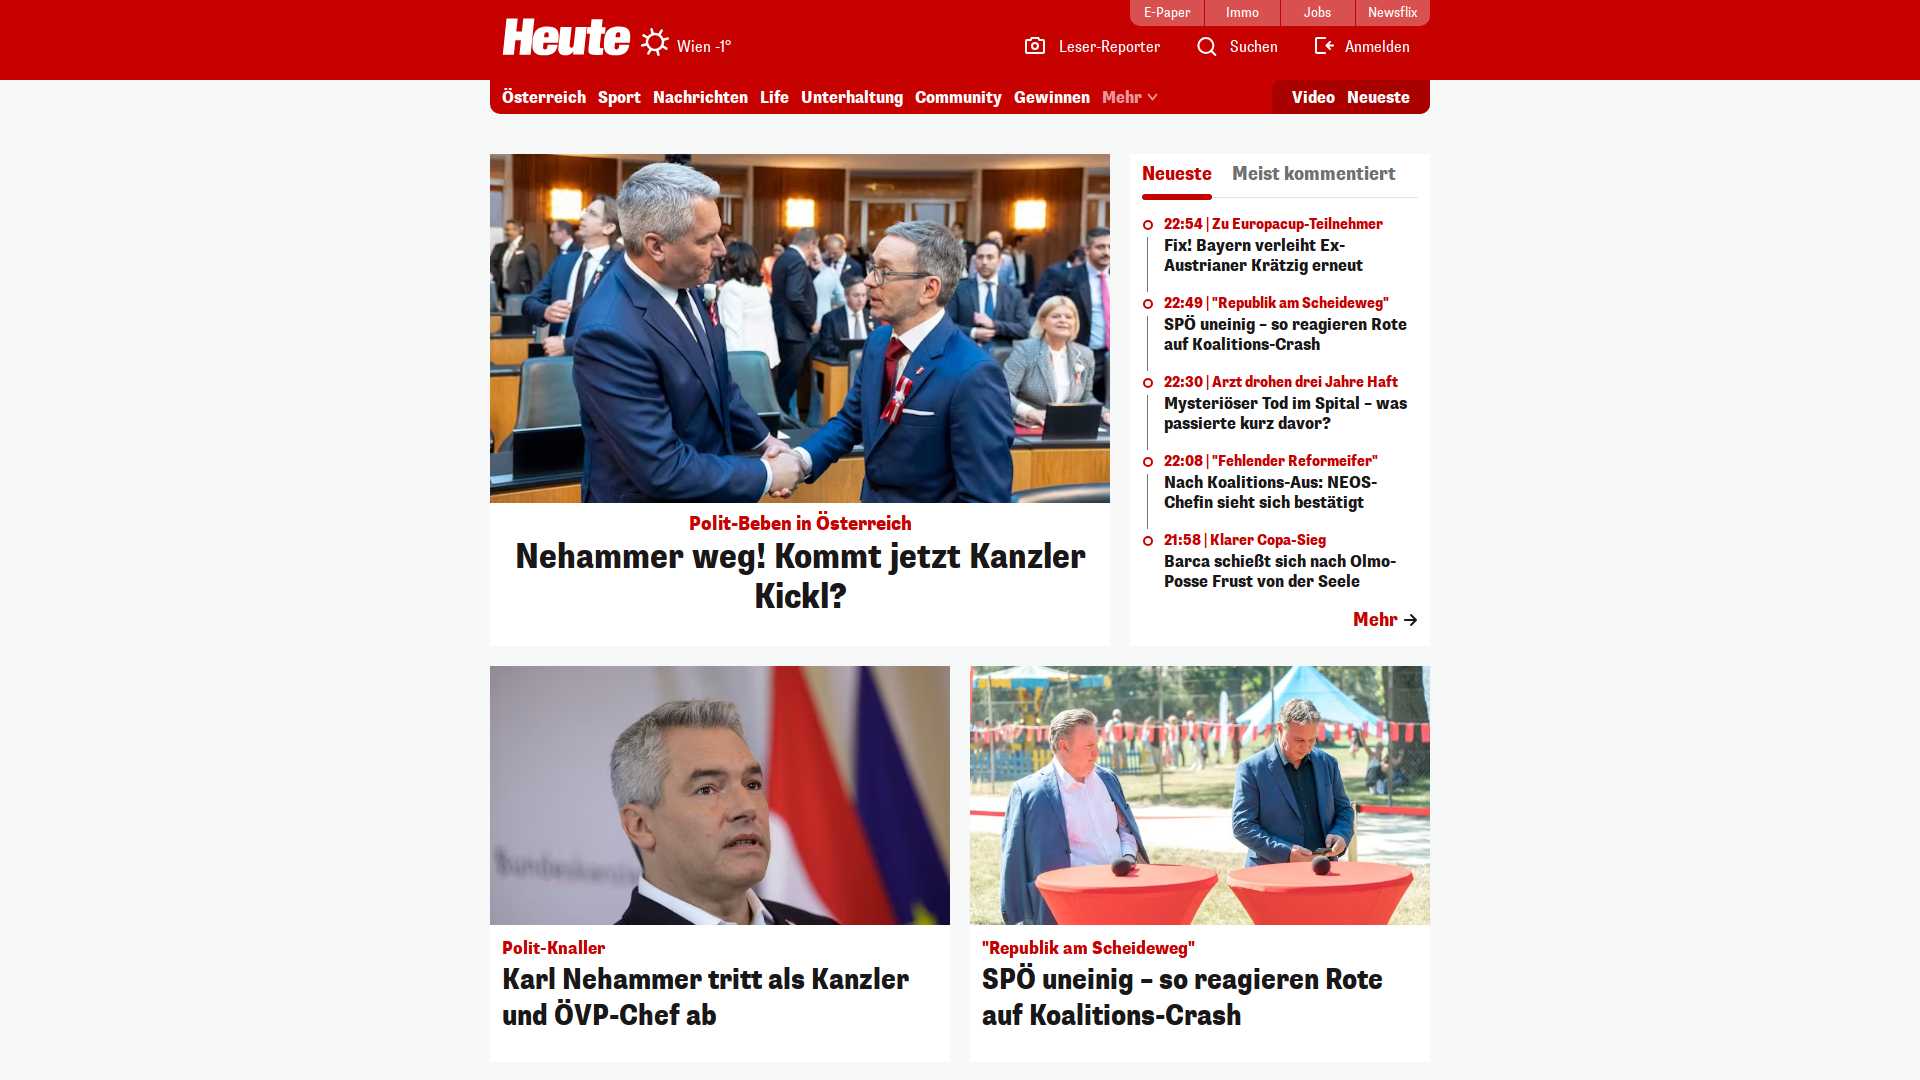 E-Paper
Immo
Jobs
Newsflix
Heute
Wien -1°
Leser-Reporter
Suchen
Anmelden
Österreich
Sport
Nachrichten
Life
Unterhaltung
Community
Gewinnen
Mehr
Video
Neueste
Polit-Beben in Österreich
Nehammer weg! Kommt jetzt Kanzler
Kickl?
Neueste
Meist kommentiert
22:54 | Zu Europacup-Teilnehmer
Fix! Bayern verleiht Ex-
Austrianer Krätzig erneut
22:49 | "Republik am Scheideweg"
SPÖ uneinig – so reagieren Rote
auf Koalitions-Crash
22:30 | Arzt drohen drei Jahre Haft
Mysteriöser Tod im Spital – was
passierte kurz davor?
22:08 | "Fehlender Reformeifer"
Nach Koalitions-Aus: NEOS-
Chefin sieht sich bestätigt
21:58 | Klarer Copa-Sieg
Barca schießt sich nach Olmo-
Posse Frust von der Seele
Mehr
Bundeskanzle
Polit-Knaller
Karl Nehammer tritt als Kanzler
und ÖVP-Chef ab
"Republik am Scheideweg"
SPÖ uneinig – so reagieren Rote
auf Koalitions-Crash